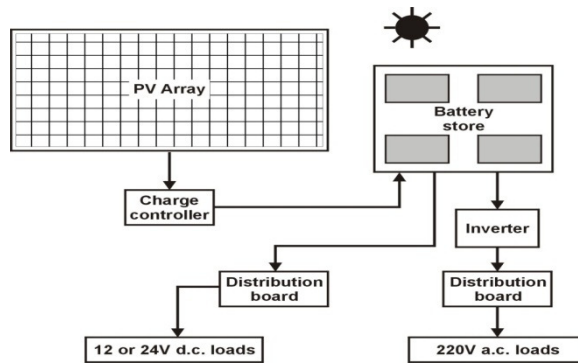 PV Array
Battery
store
Charge
controller
Inverter
Distribution
board
Distribution
board
12 or 24V d.c. loads
220V a.c. loads